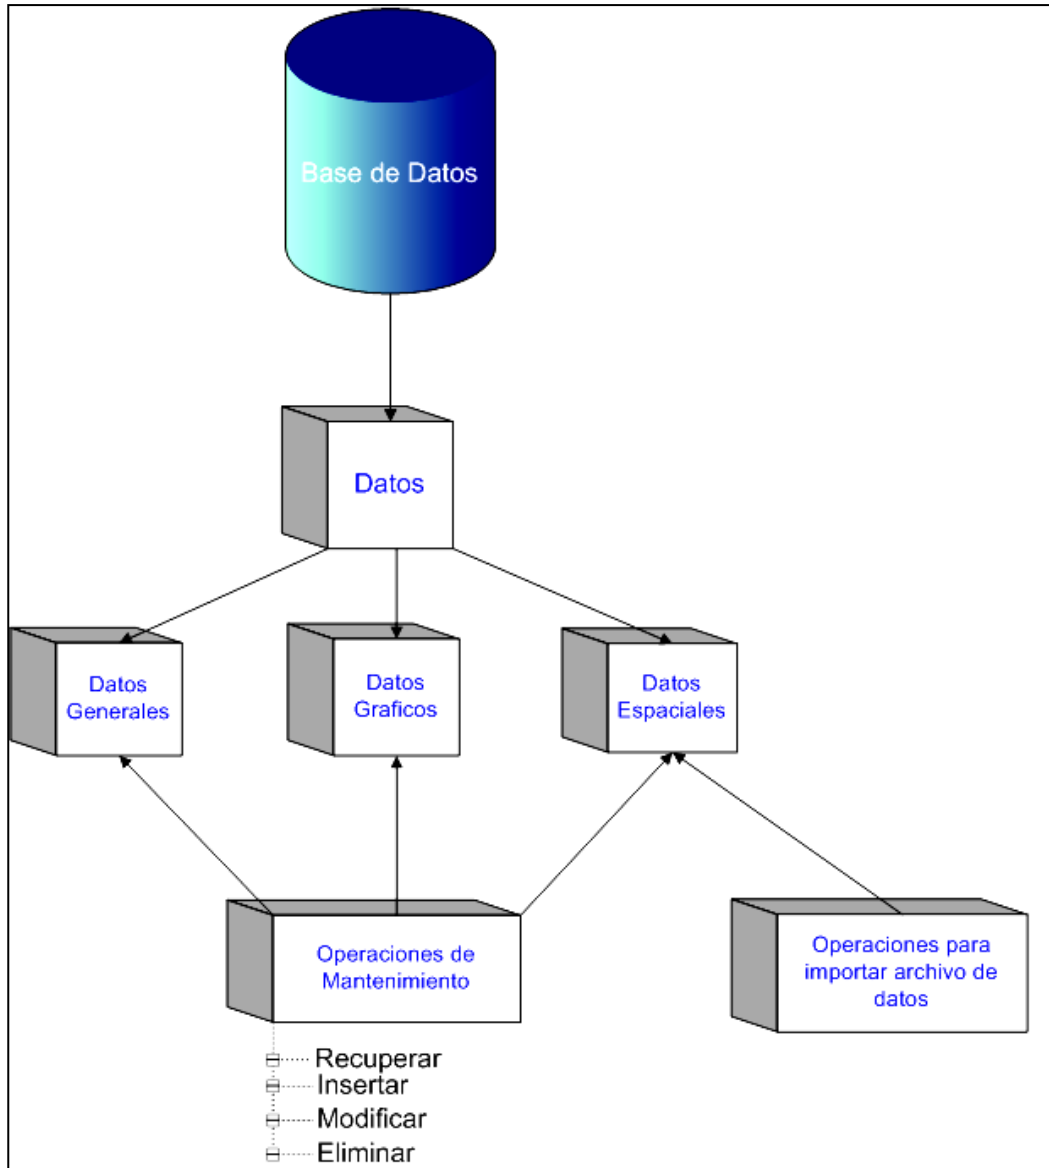 Base de Datos
Datos
Datos
Generales
Datos
Graficos
Datos
Espaciales
Operaciones de
Mantenimiento
Operaciones para
importar archivo de
datos
Recuperar
Insertar
Modificar
Eliminar